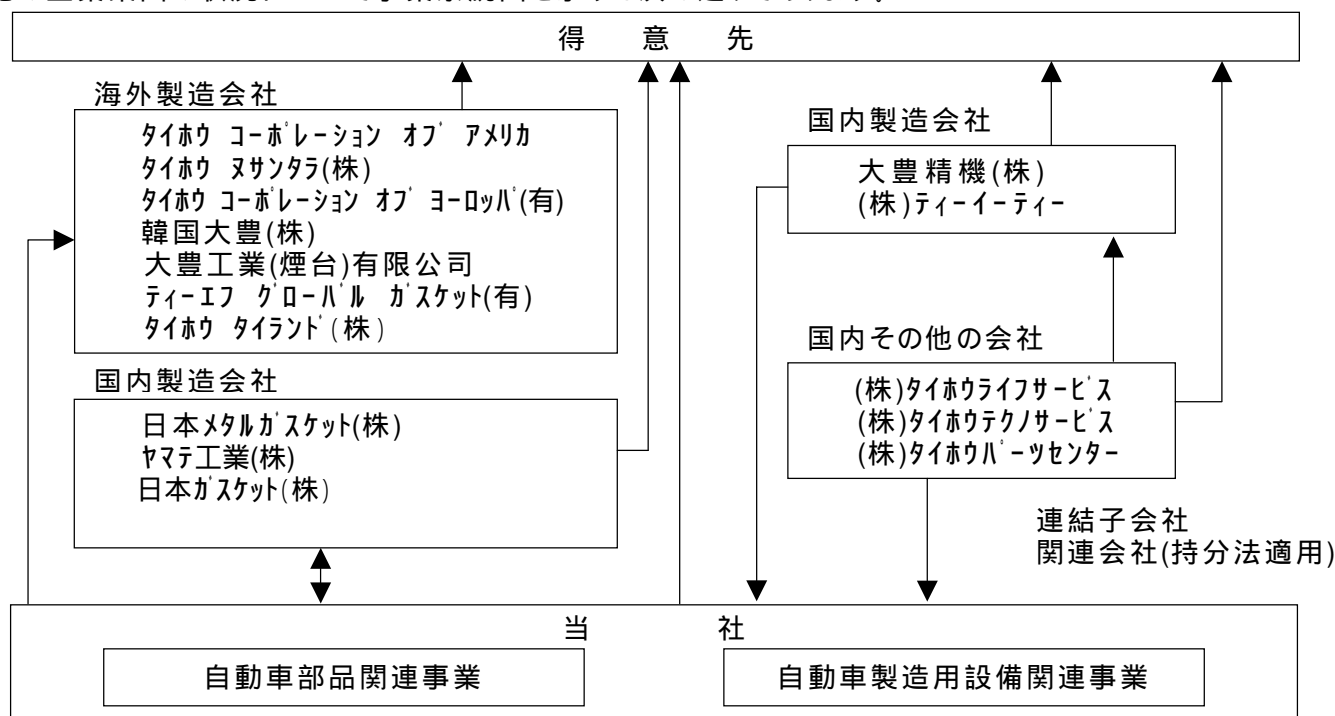 得意先
海外製造会社
ﾀｲﾎｳ ｺｰﾎﾟﾚｰｼｮﾝ ｵﾌﾞ ｱﾒﾘｶ
ﾀｲﾎｳ ﾇｻﾝﾀﾗ(株)
ﾀｲﾎｳ ｺｰﾎﾟﾚｰｼｮﾝ ｵﾌﾞ ﾖｰﾛｯﾊﾟ(有)
韓国大豊(株)
大豊工業(煙台)有限公司
ﾃｨｰｴﾌ ｸﾞﾛｰﾊﾞﾙ ｶﾞｽｹｯﾄ(有)
ﾀｲﾎｳ ﾀｲﾗﾝﾄﾞ(株)
国内製造会社
日本ﾒﾀﾙｶﾞｽｹｯﾄ(株)
ﾔﾏﾃ工業(株)
日本ｶﾞｽｹｯﾄ(株)
国内製造会社
大豊精機(株)
(株)ﾃｨｰｲｰﾃｨｰ
国内その他の会社
(株)ﾀｲﾎｳﾗｲﾌｻｰﾋﾞｽ
(株)ﾀｲﾎｳﾃｸﾉｻｰﾋﾞｽ
(株)ﾀｲﾎｳﾊﾟｰﾂｾﾝﾀｰ
連結子会社
関連会社(持分法適用)
当社
自動車部品関連事業
自動車製造用設備関連事業